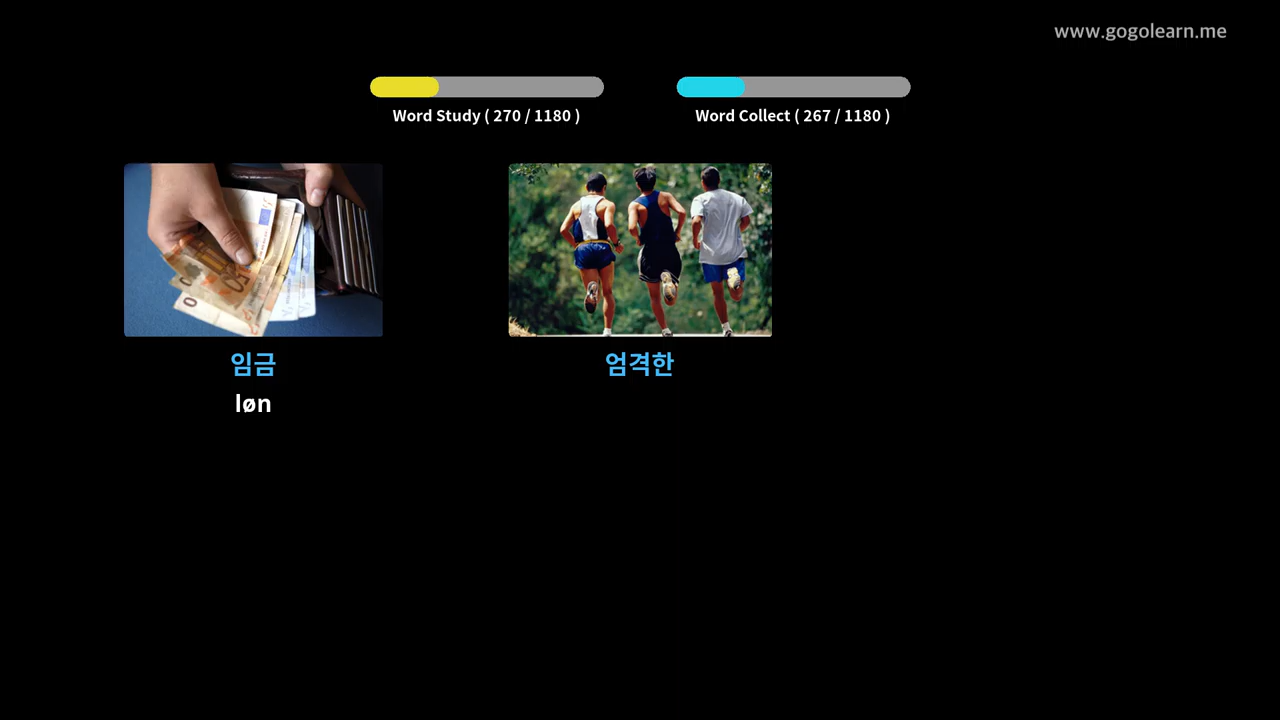 www.gogolearn.me
Word Study ( 270 / 1180 )
Word Collect ( 267 / 1180 )
임금
엄격한
løn